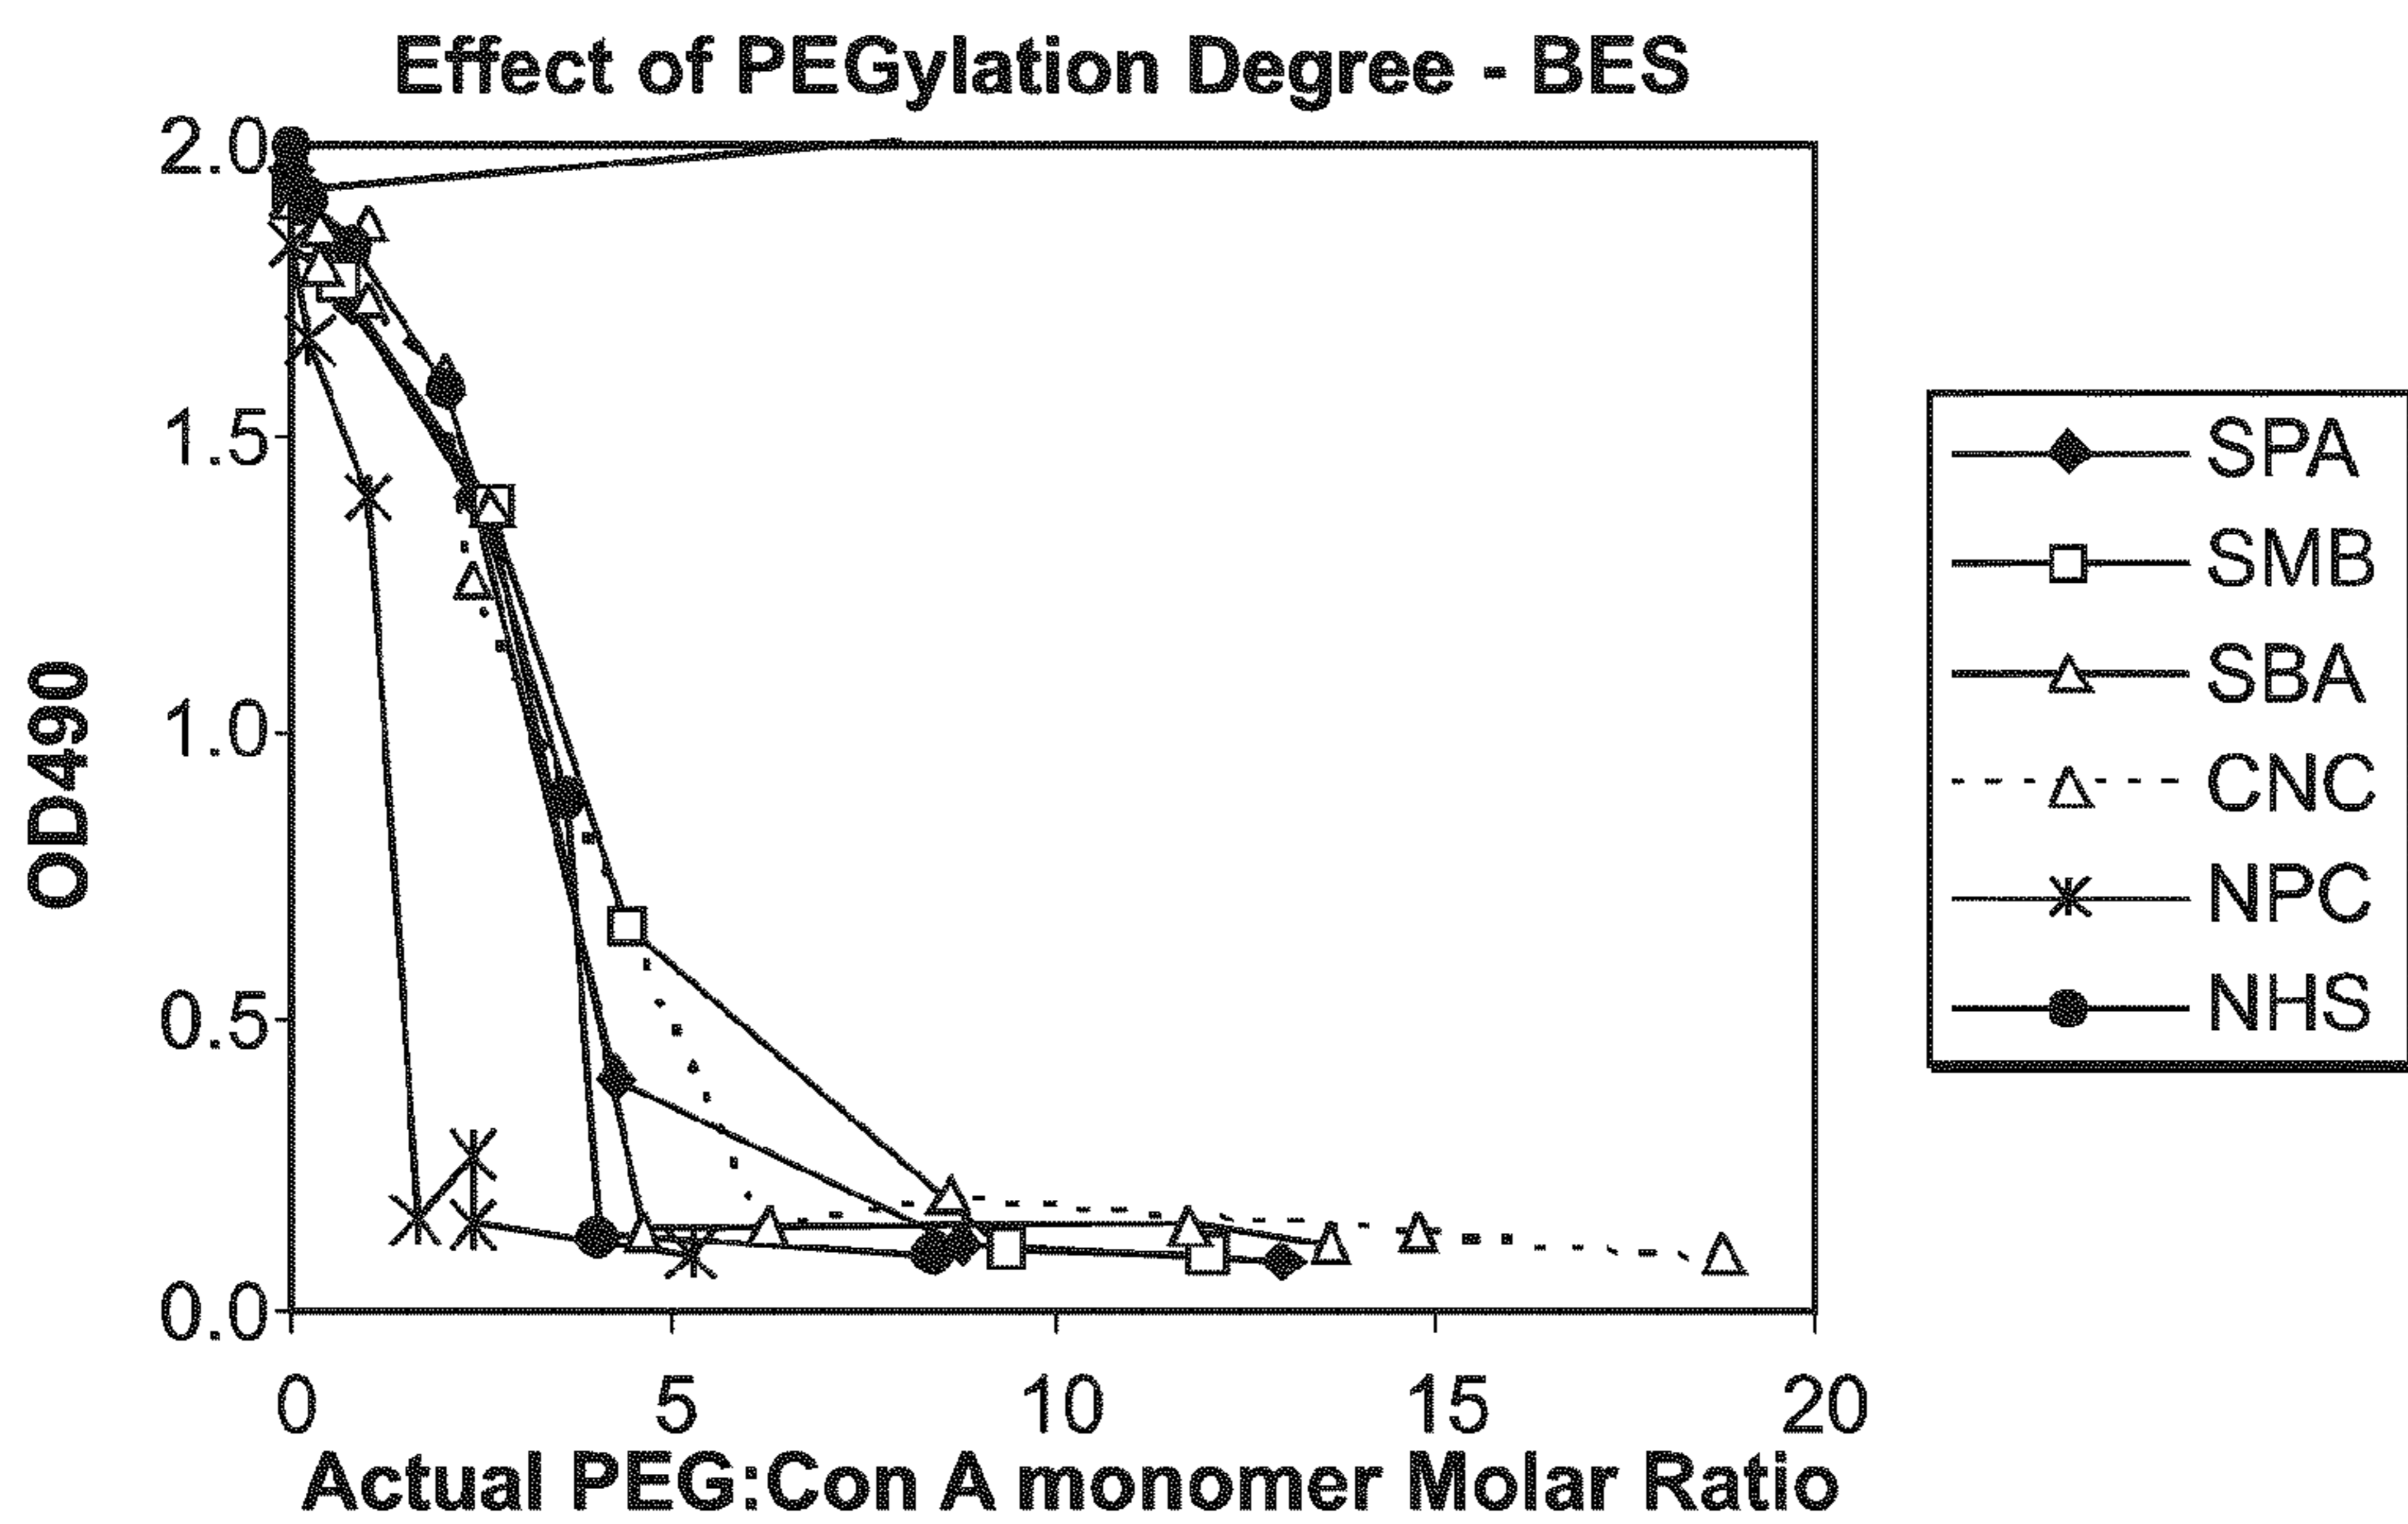 Effect of PEGylation Degree - BES
2.0
1.5
1.0
0.5
0.0
OD490
0 5 10 15 20
Actual PEG:Con A monomer Molar Ratio
SPA
SMB
SBA
CNC
NPC
NHS